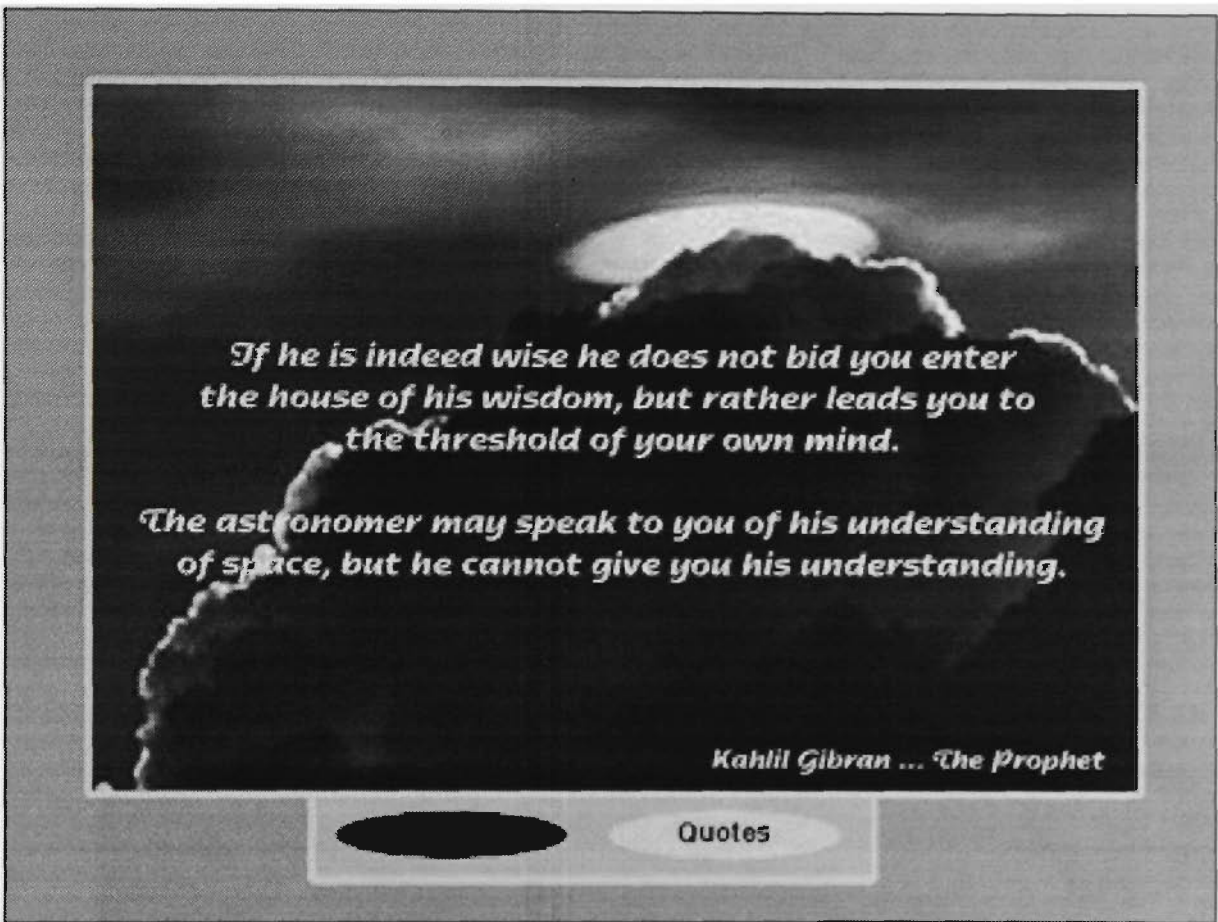 If he is indeed wise he does not bid you enter
the house of his wisdom, but rather leads you to
the threshold of your own mind.
The astronomer may speak to you of his understanding
of space, but he cannot give you his understanding.
Kahlil Gibran ... The Prophet
Quotes